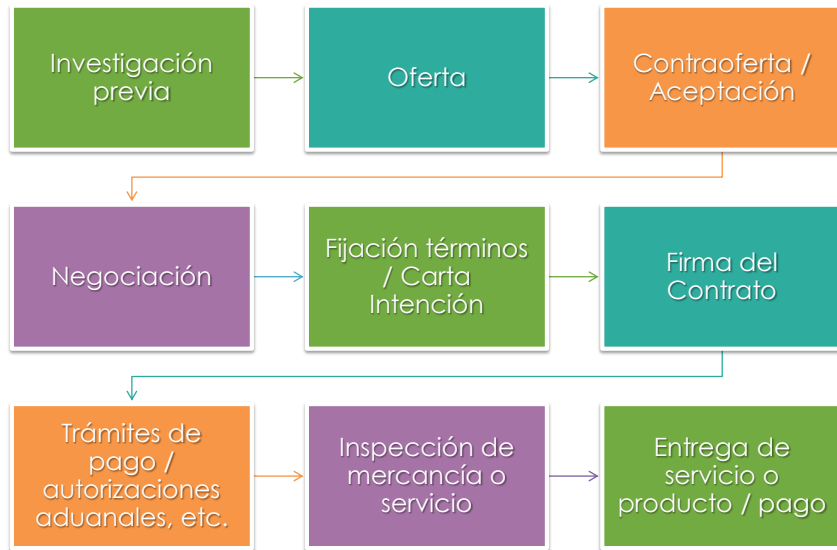 Investigación
previa
Oferta
Contraoferta /
Aceptación
Negociación
Fijación términos
/ Carta
Intención
Firma del
Contrato
Trámites de
pago /
autorizaciones
aduanales, etc.
Inspección de
mercancía o
servicio
Entrega de
servicio o
producto / pago